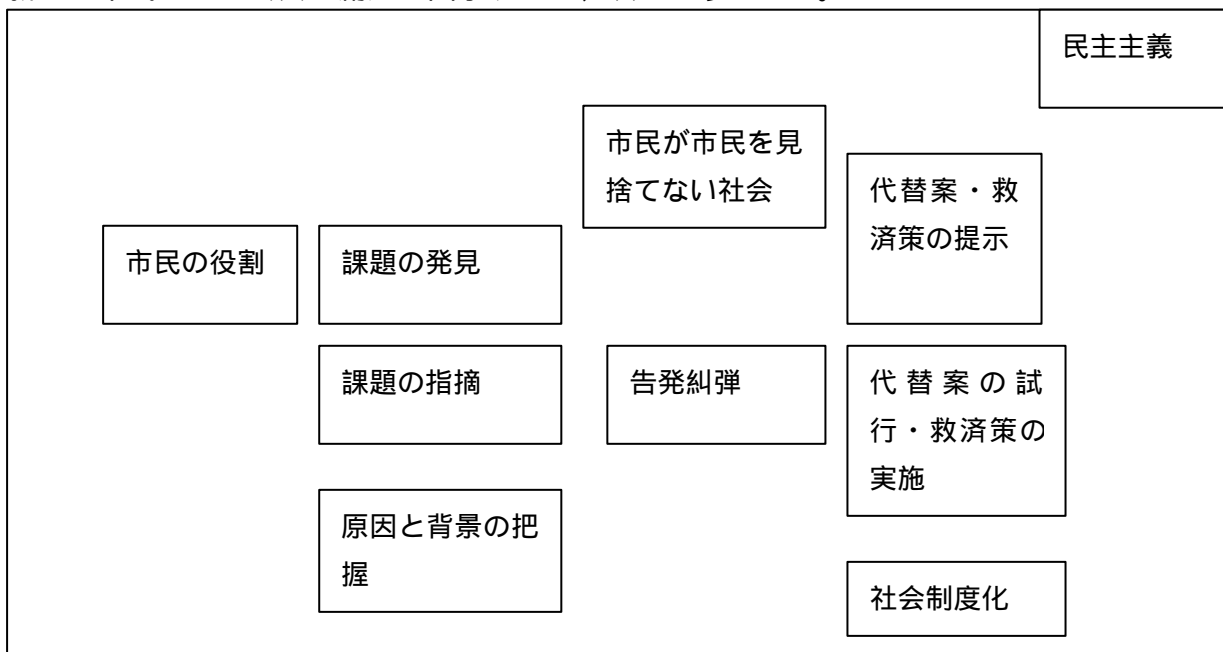 民主主義
市民が市民を見
捨てない社会
代替案・救
済策の提示
市民の役割
課題の発見
課題の指摘
告発糾弾
代替案の試
行・救済策の
実施
原因と背景の把
握
社会制度化